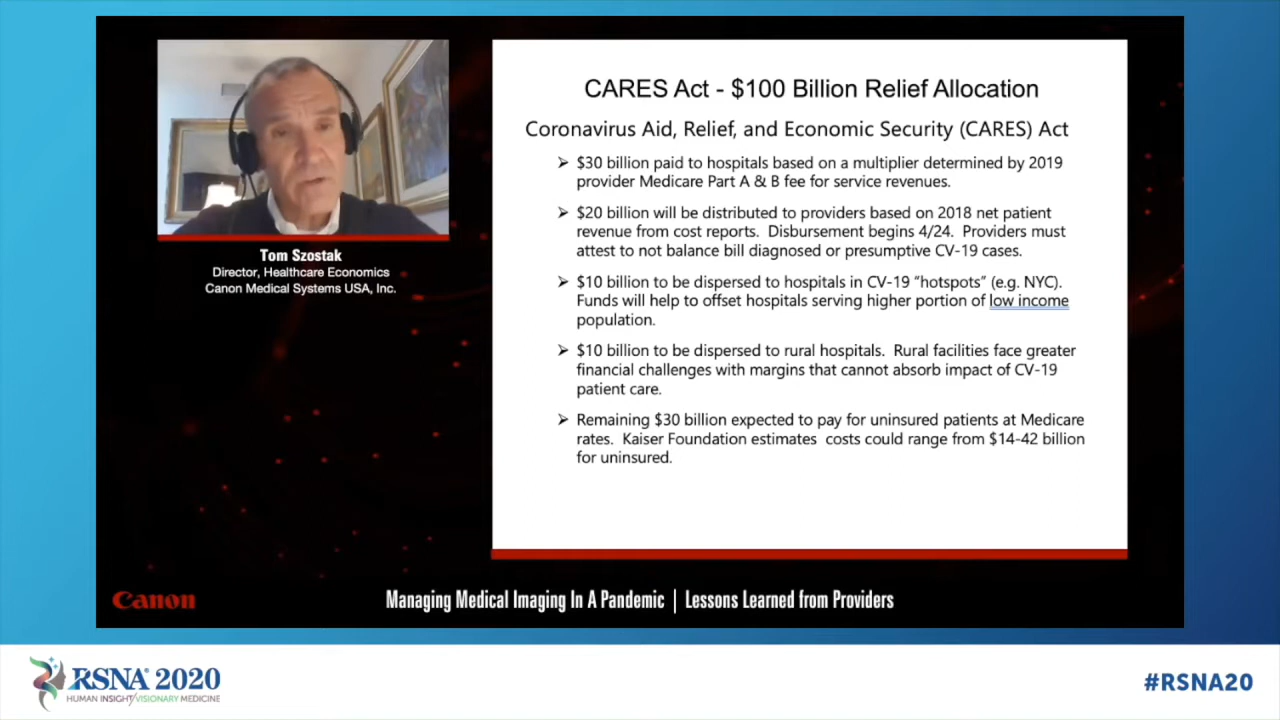 Tom Szostak
Director, Healthcare Economics
Canon Medical Systems USA, Inc.
CARES Act - $100 Billion Relief Allocation
Coronavirus Aid, Relief, and Economic Security (CARES) Act
➢ $30 billion paid to hospitals based on a multiplier determined by 2019
provider Medicare Part A & B fee for service revenues.
➢ $20 billion will be distributed to providers based on 2018 net patient
revenue from cost reports.  Disbursement begins 4/24.  Providers must
attest to not balance bill diagnosed or presumptive CV-19 cases.
➢ $10 billion to be dispersed to hospitals in CV-19 “hotspots” (e.g. NYC).
Funds will help to offset hospitals serving higher portion of low income
population.
➢ $10 billion to be dispersed to rural hospitals.  Rural facilities face greater
financial challenges with margins that cannot absorb impact of CV-19
patient care.
➢ Remaining $30 billion expected to pay for uninsured patients at Medicare
rates.  Kaiser Foundation estimates  costs could range from $14-42 billion
for uninsured.
Canon
Managing Medical Imaging In A Pandemic | Lessons Learned from Providers
RSNA® 2020
HUMAN INSIGHT/VISIONARY MEDICINE
#RSNA20